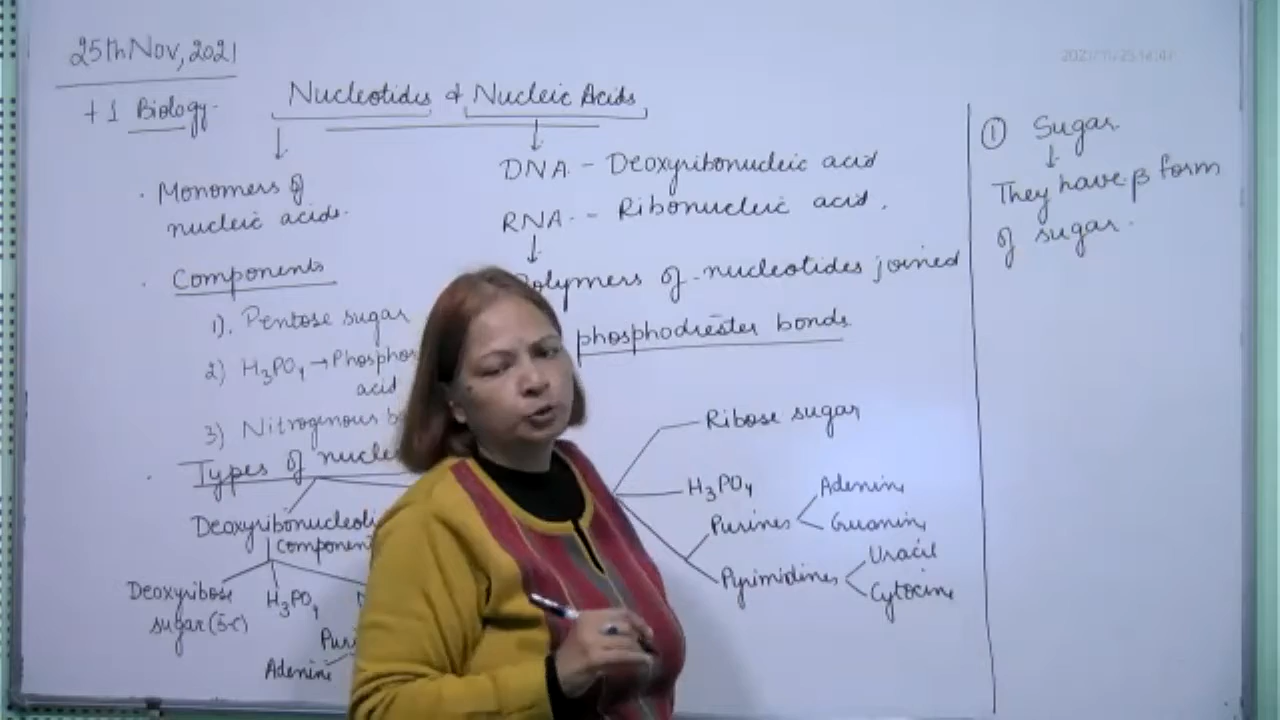 25th Nov, 2021
+1 Biology.
Nucleotides & Nucleic Acids
. Monomers of
nucleic acids.
. Components
1). Pentose sugar
2) H3PO4 → Phosphor
acid
3) Nitrogenous b
. Types of nucle
Deoxyribonucleoti
component
Deoxyribose
sugar (5-C)
H3PO4
Puri
Adenine
DNA - Deoxyribonucleic acid
RNA - Ribonucleic acid.
Polymers of nucleotides joined
phosphodiester bonds
Ribose sugar
H3PO4
Purines
Adenine
Guanine
Pyrimidines
Uracil
Cytocine
① Sugar
They have β form
of sugar.